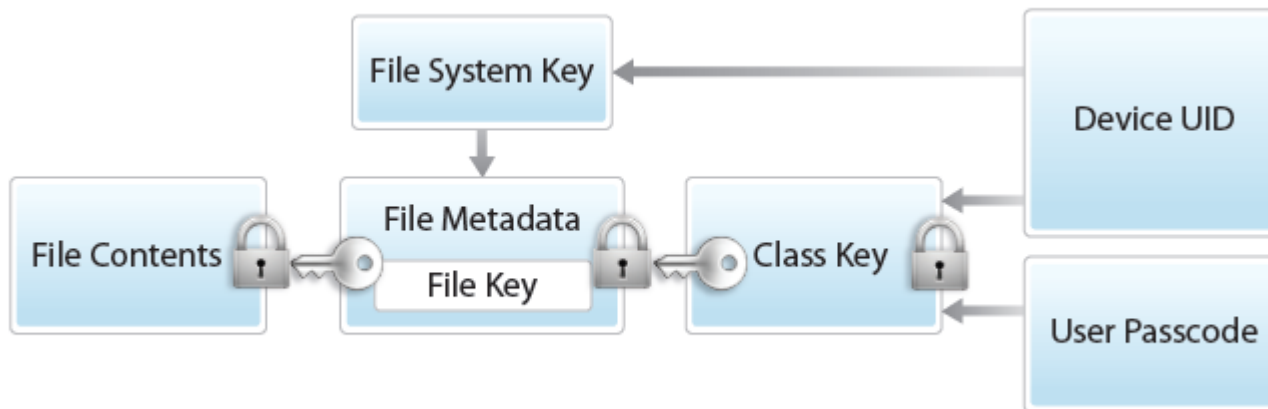 File System Key
Device UID
File Contents
File Metadata
File Key
Class Key
User Passcode